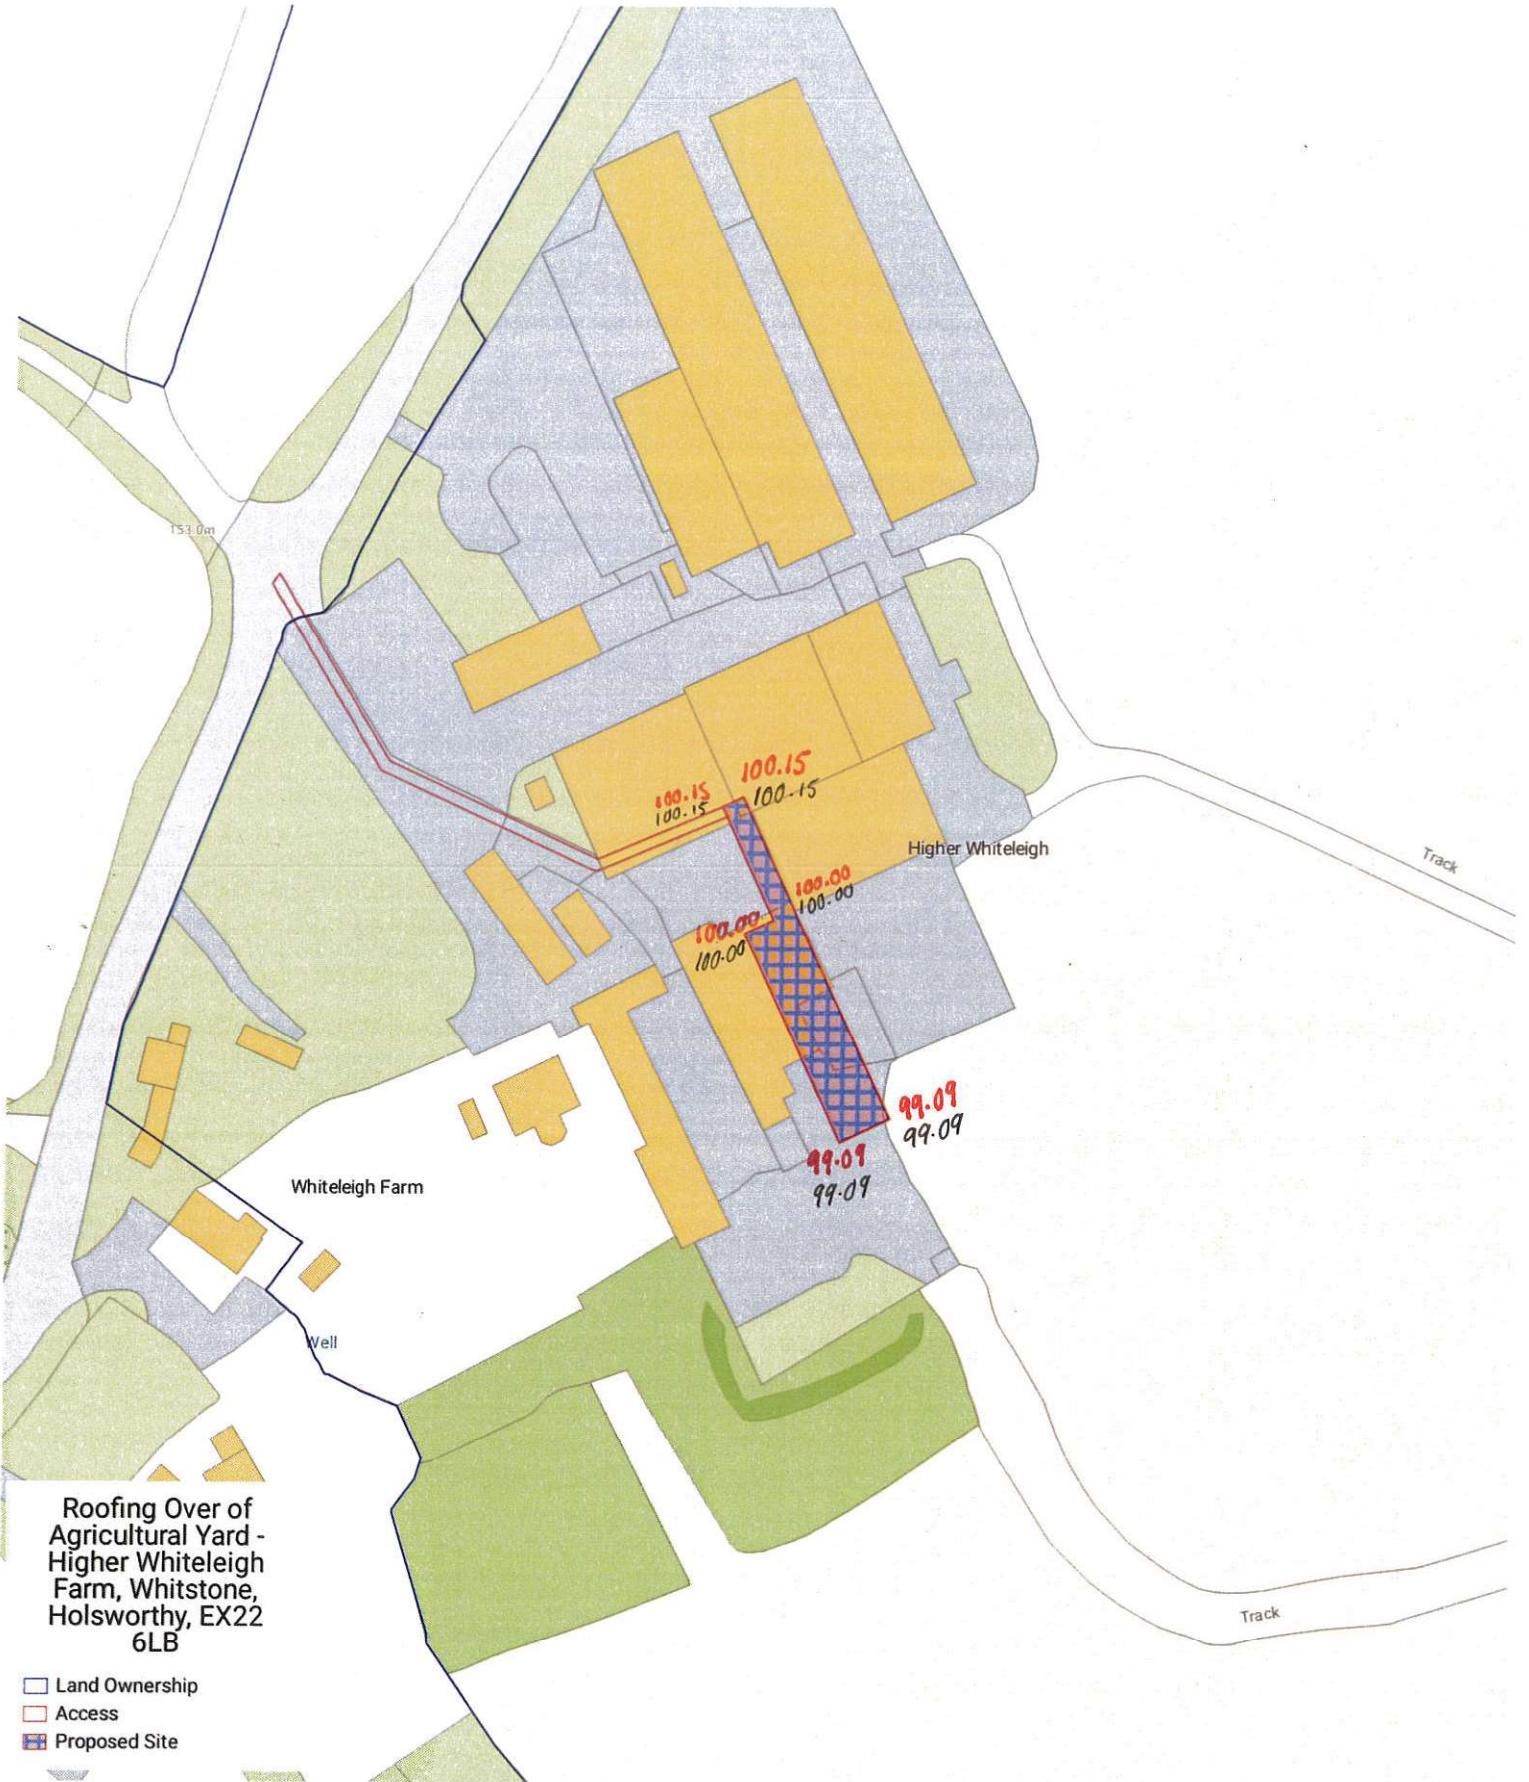 153.0m
100.15
100.15
100.15
100.15
Higher Whiteleigh
Track
100.00
100.00
100.00
100.00
99.09
99.09
99.09
99.09
Whiteleigh Farm
Well
Track
Roofing Over of
Agricultural Yard -
Higher Whiteleigh
Farm, Whitstone,
Holsworthy, EX22
6LB
Land Ownership
Access
Proposed Site